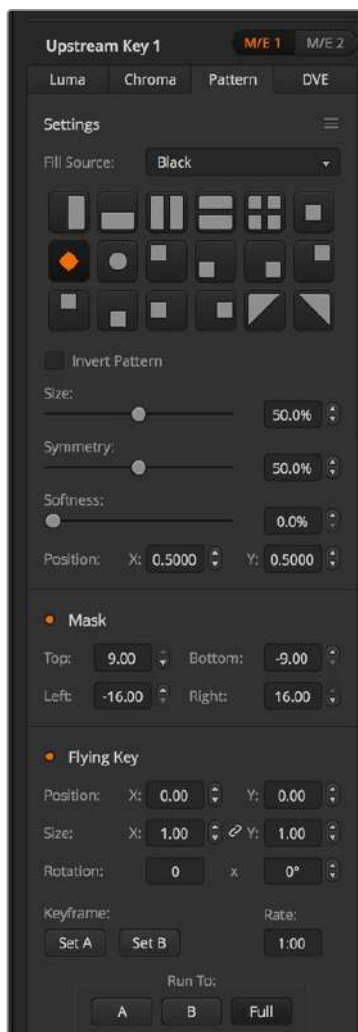 Upstream Key 1 M/E 1 M/E 2
Luma Chroma Pattern DVE
Settings
Fill Source: Black
Invert Pattern
Size:
50.0%
Symmetry:
50.0%
Softness:
0.0%
Position: X: 0.5000 Y: 0.5000
Mask
Top: 9.00 Bottom: -9.00
Left: -16.00 Right: 16.00
Flying Key
Position: X: 0.00 Y: 0.00
Size: X: 1.00 Y: 1.00
Rotation: 0 x 0°
Keyframe: Rate:
Set A Set B 1:00
Run To:
A B Full